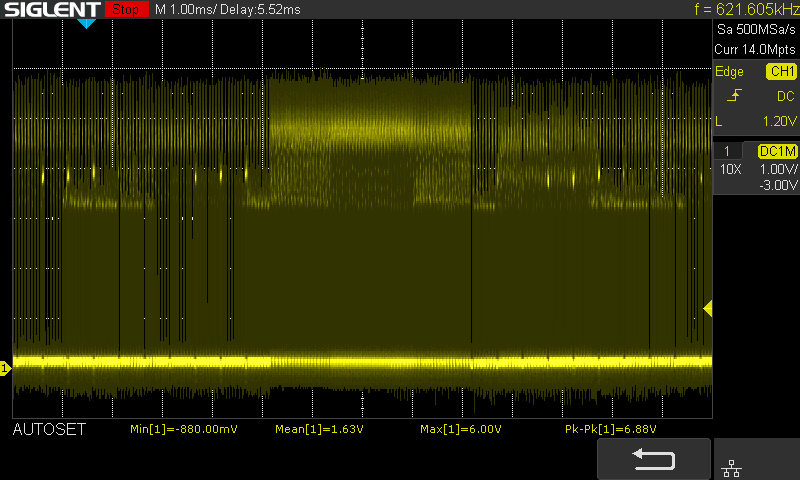 SIGLENT Stop M 1.00ms/ Delay:5.52ms f = 621.605kHz
Sa 500MSa/s
Curr 14.0Mpts
Edge CH1
DC
L 1.20V
1 DC1M
10X 1.00V/
-3.00V
1
AUTOSET Min[1]=-880.00mV Mean[1]=1.63V Max[1]=6.00V Pk-Pk[1]=6.88V